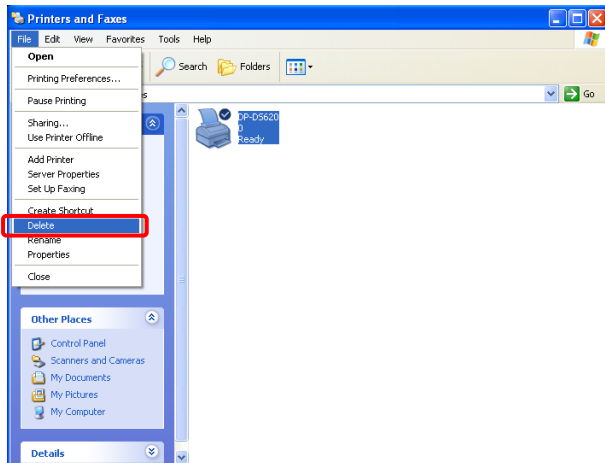 Printers and Faxes
File Edit View Favorites Tools Help
Open
Printing Preferences...
Pause Printing
Sharing...
Use Printer Offline
Add Printer
Server Properties
Set Up Faxing
Create Shortcut
Delete
Rename
Properties
Close
Search Folders
Go
DP-DS620
0
Ready
Other Places
Control Panel
Scanners and Cameras
My Documents
My Pictures
My Computer
Details